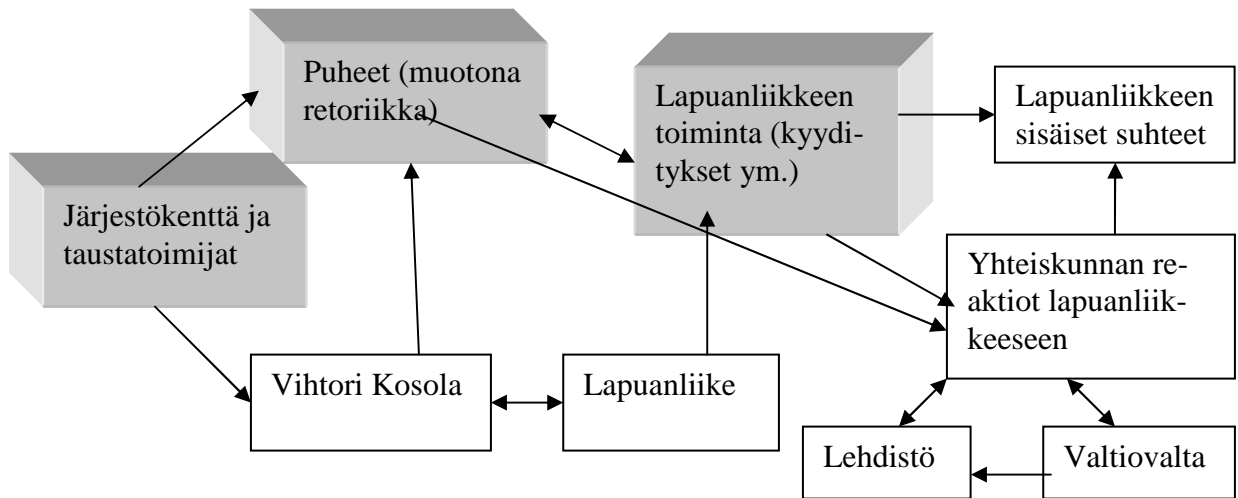 Puheet (muotona
retoriikka)
Lapuanliikkeen
toiminta (kyydi-
tykset ym.)
Lapuanliikkeen
sisäiset suhteet
Järjestökenttä ja
taustatoimijat
Yhteiskunnan re-
aktiot lapuanliik-
keeseen
Vihtori Kosola
Lapuanliike
Lehdistö
Valtiovalta